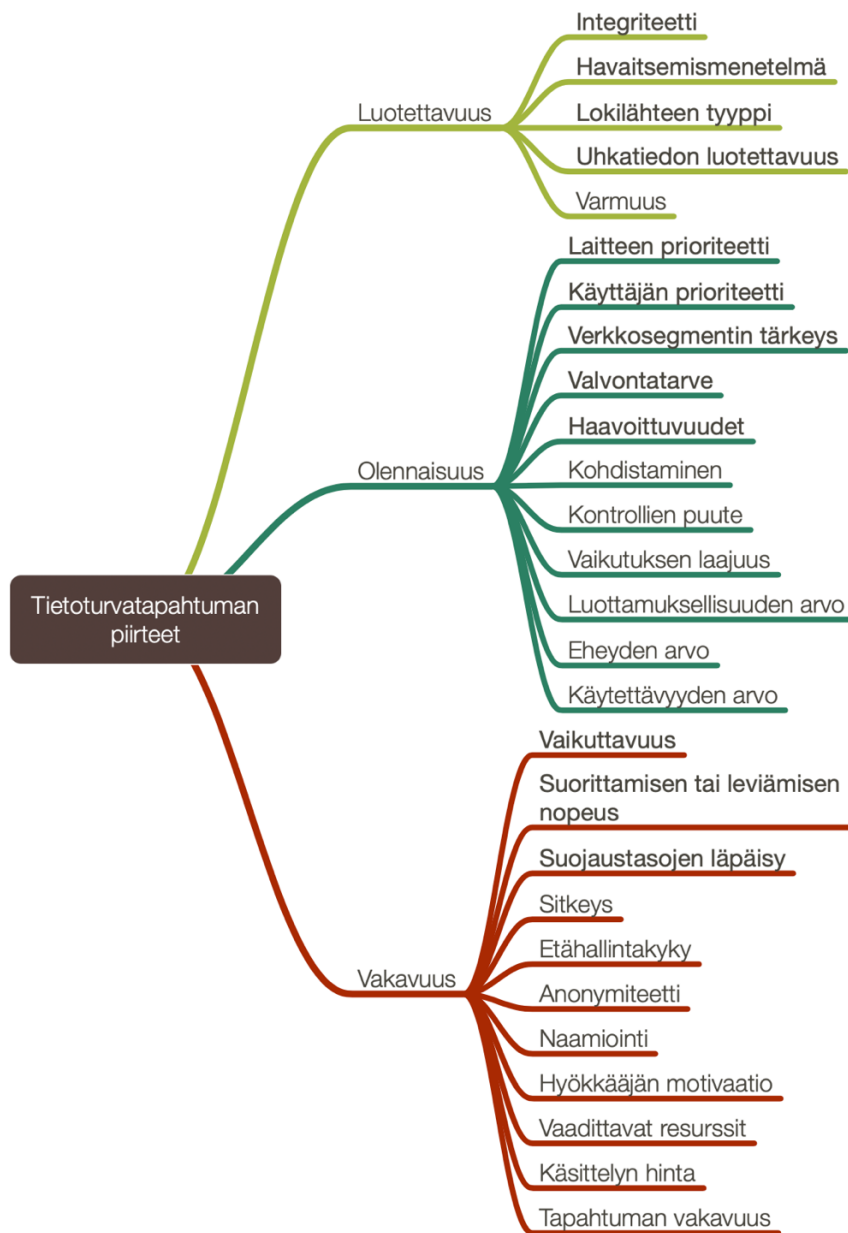 Integriteetti
Havaitsemismenetelmä
Luotettavuus
Lokilähteen tyyppi
Uhkatiedon luotettavuus
Varmuus
Laitteen prioriteetti
Käyttäjän prioriteetti
Verkkosegmentin tärkeys
Valvontatarve
Haavoittuvuudet
Olennaisuus
Kohdistaminen
Kontrollien puute
Vaikutuksen laajuus
Luottamuksellisuuden arvo
Eheyden arvo
Käytettävyyden arvo
Tietoturvatapahtuman
piirteet
Vaikuttavuus
Suorittamisen tai leviämisen
nopeus
Suojaustasojen läpäisy
Sitkeys
Etähallintakyky
Vakavuus
Anonymiteetti
Naamiointi
Hyökkääjän motivaatio
Vaadittavat resurssit
Käsittelyn hinta
Tapahtuman vakavuus